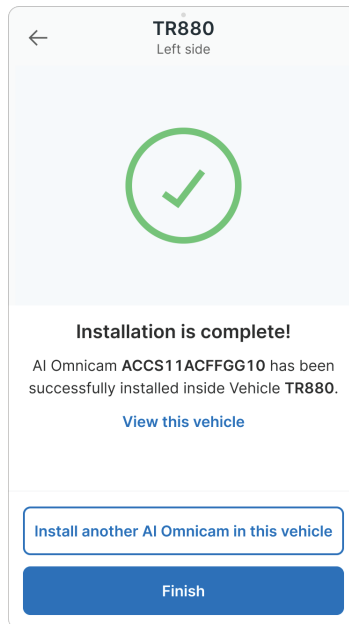 TR880
Left side
Installation is complete!
AI Omnicam ACCS11ACFFGG10 has been
successfully installed inside Vehicle TR880.
View this vehicle
Install another AI Omnicam in this vehicle
Finish